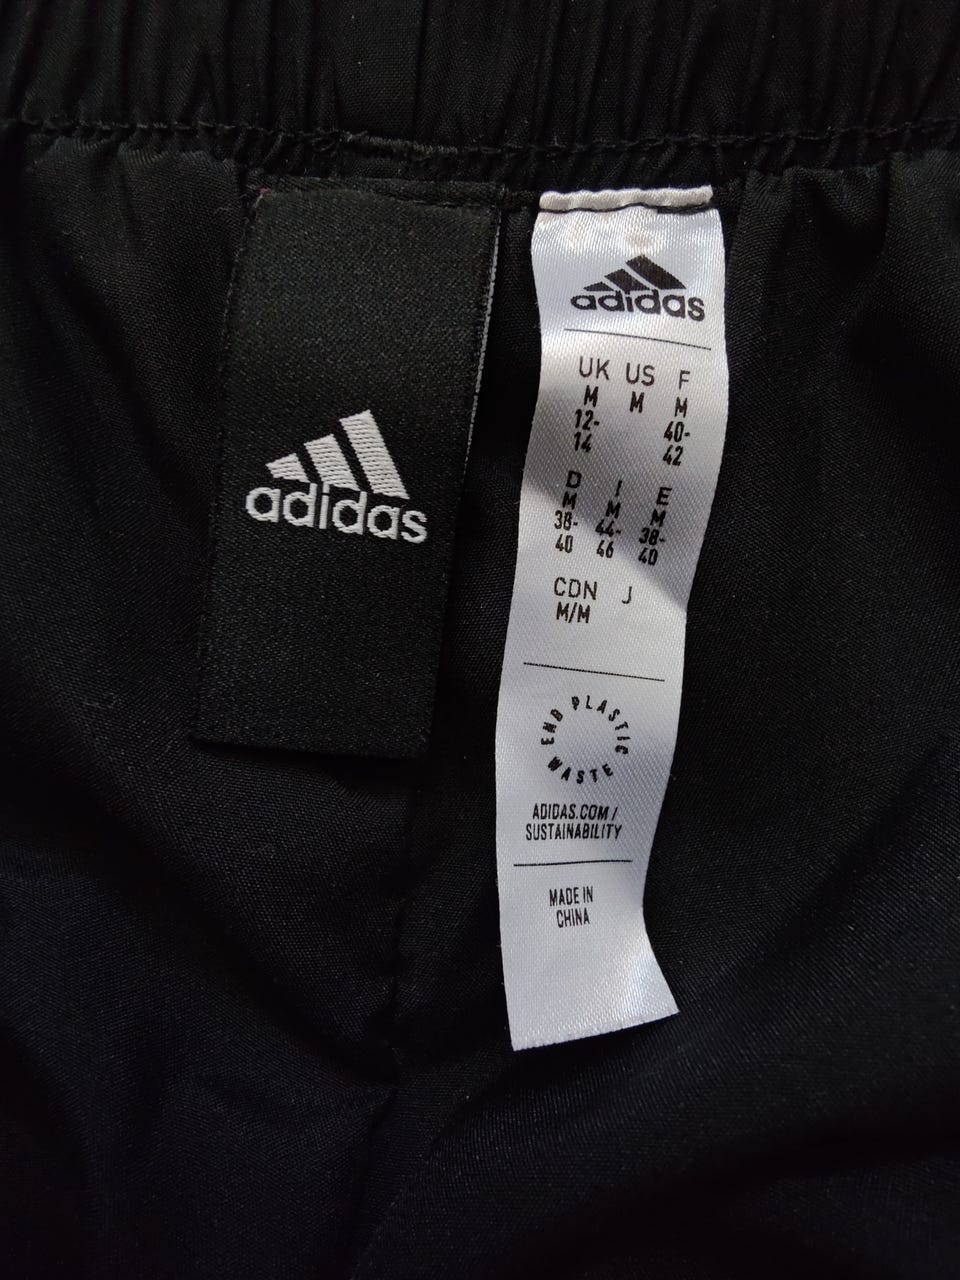 adidas
adidas
UK US F
M M M
12- 40-
14 42
D I E
M M M
38- 44- 38-
40 46 40
CDN J
M/M
END PLASTIC WASTE
ADIDAS.COM/
SUSTAINABILITY
MADE IN
CHINA